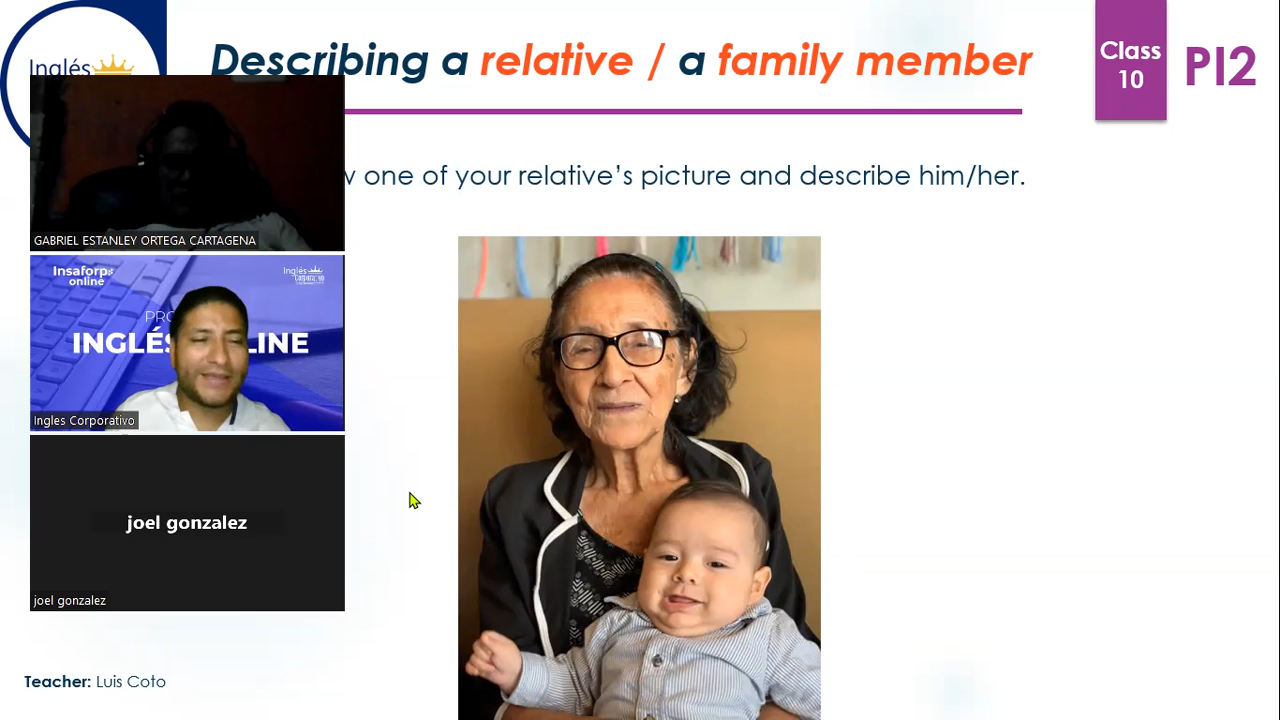 Inglés
Describing a relative / a family member
Class
10
PI2
one of your relative's picture and describe him/her.
GABRIEL ESTANLEY ORTEGA CARTAGENA
Insaforp
online
Inglés
INGLÉS LINE
Ingles Corporativo
joel gonzalez
joel gonzalez
Teacher: Luis Coto